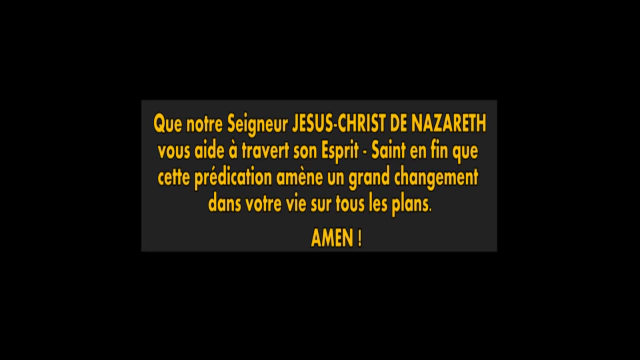 Que notre Seigneur JESUS-CHRIST DE NAZARETH
vous aide à travert son Esprit - Saint en fin que
cette prédication amène un grand changement
dans votre vie sur tous les plans.
AMEN !